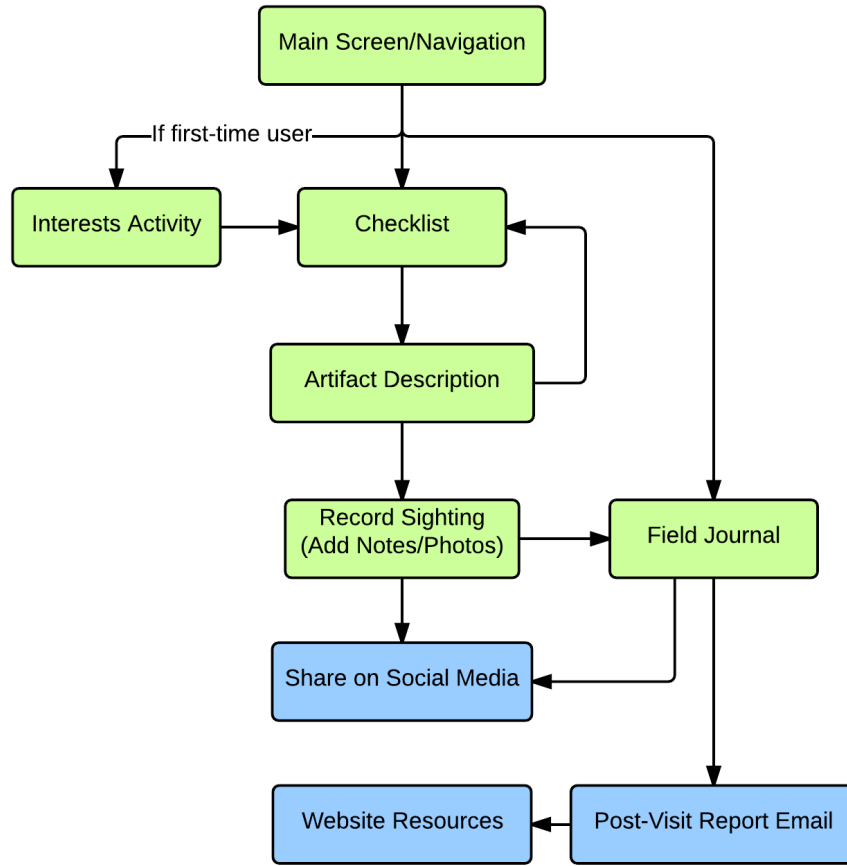 Main Screen/Navigation
If first-time user
Interests Activity
Checklist
Artifact Description
Record Sighting
(Add Notes/Photos)
Field Journal
Share on Social Media
Website Resources
Post-Visit Report Email